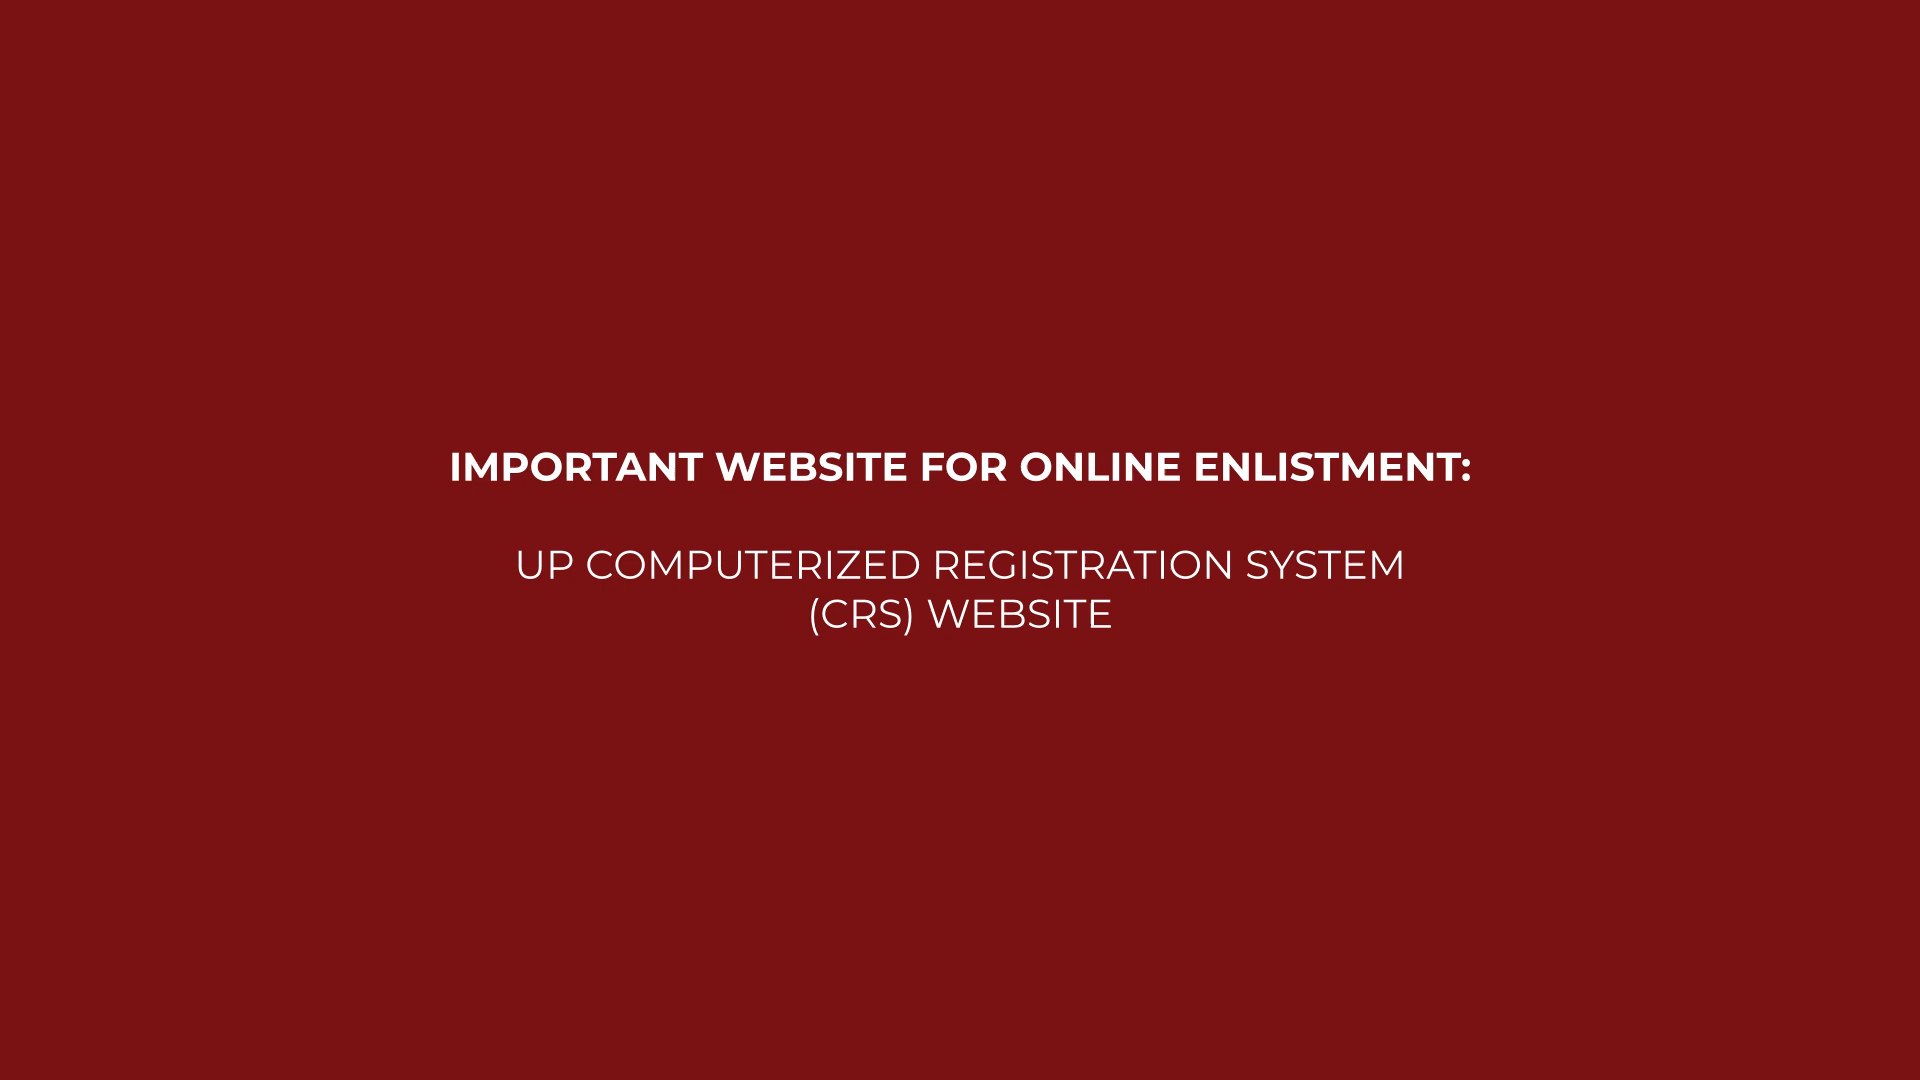 IMPORTANT WEBSITE FOR ONLINE ENLISTMENT:
UP COMPUTERIZED REGISTRATION SYSTEM
(CRS) WEBSITE